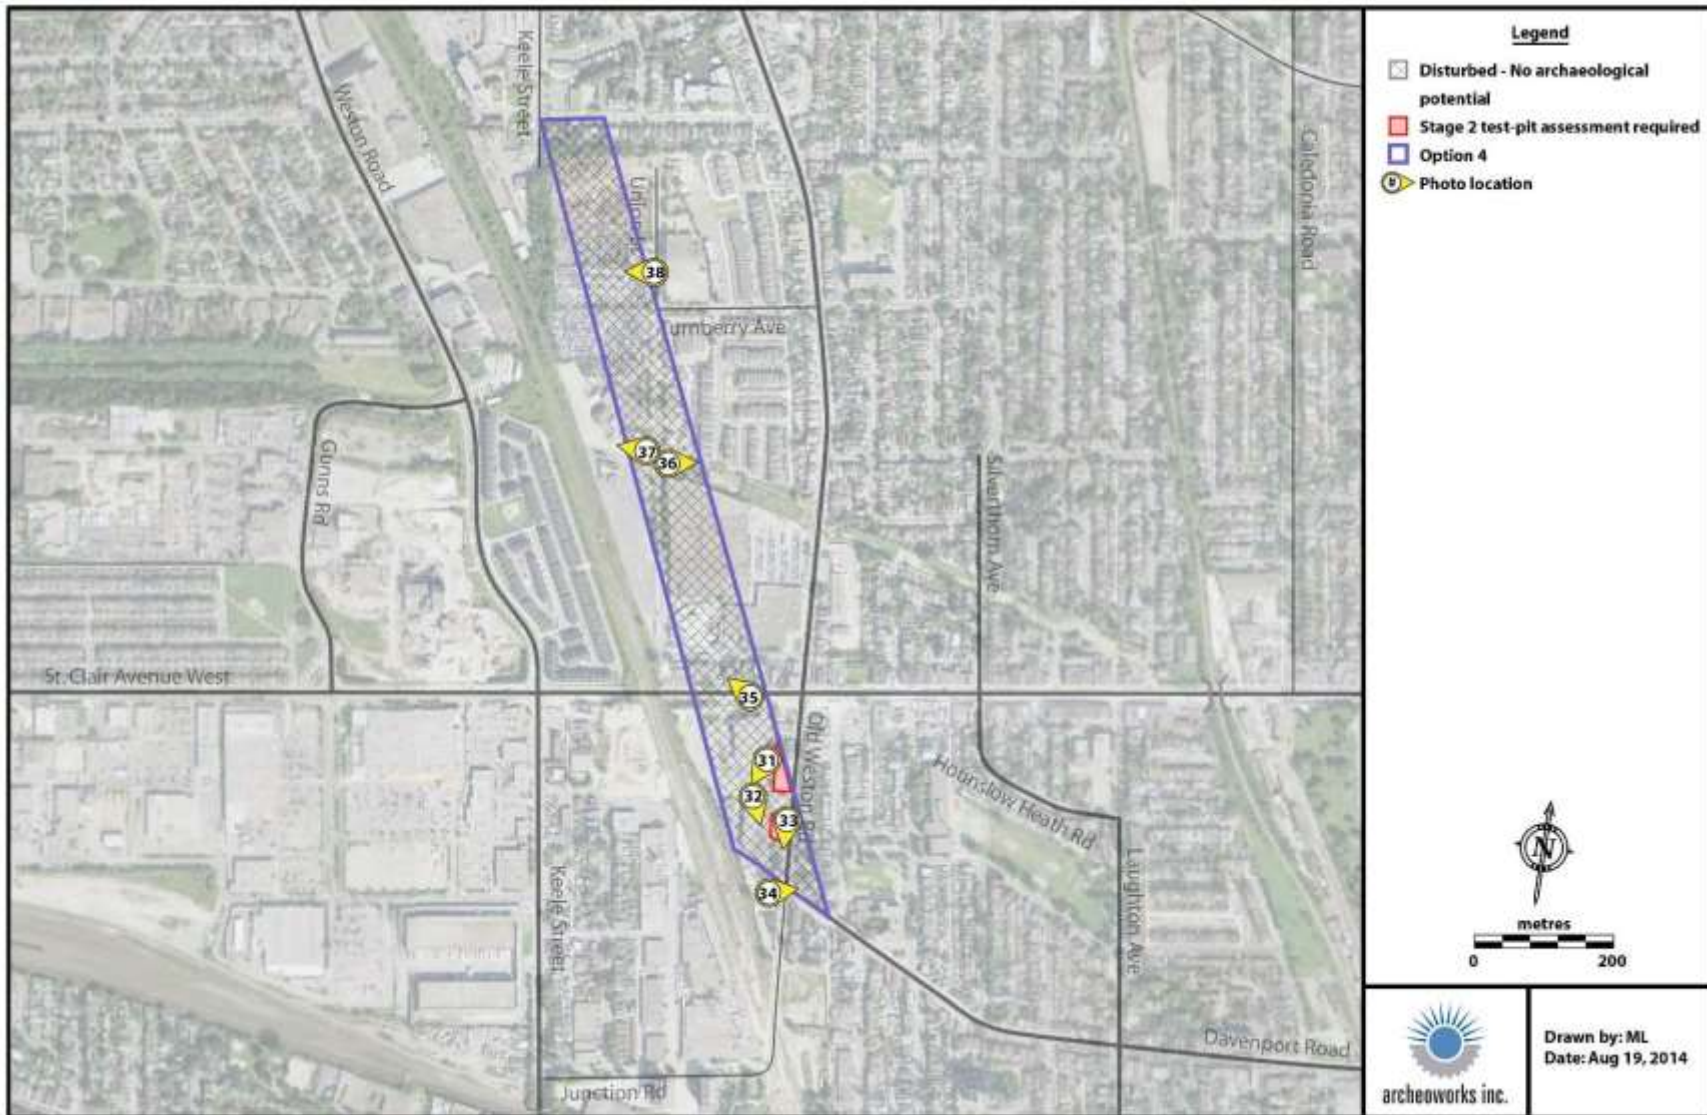 Legend
Disturbed - No archaeological
potential
Stage 2 test-pit assessment required
Option 4
# Photo location
Keele Street
Weston Road
Caledonia Road
38
urnberry Ave
37
36
Gunns Rd
Silverthorn Ave
St. Clair Avenue West
35
Old Weston Rd
31
32
33
34
Hounslow Heath Rd
Laughton Ave
Keele Street
Davenport Road
Junction Rd
N
metres
0 200
archeoworks inc.
Drawn by: ML
Date: Aug 19, 2014